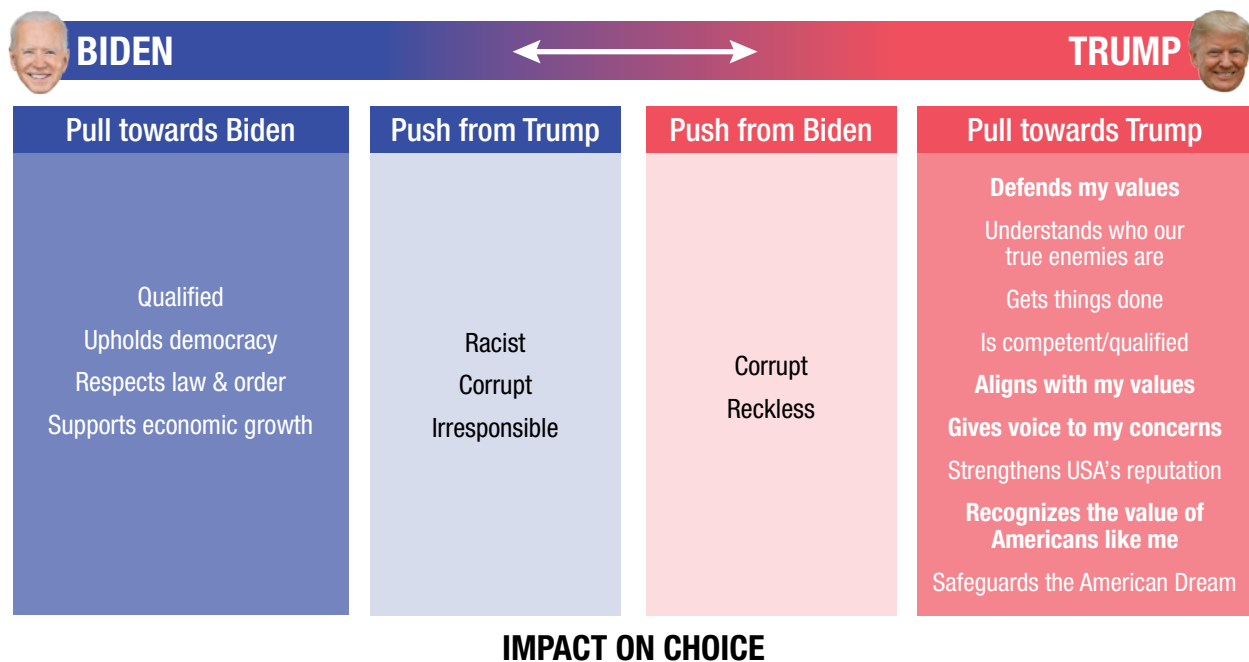 BIDEN
TRUMP
Pull towards Biden
Qualified
Upholds democracy
Respects law & order
Supports economic growth
Push from Trump
Racist
Corrupt
Irresponsible
Push from Biden
Corrupt
Reckless
Pull towards Trump
Defends my values
Understands who our
true enemies are
Gets things done
Is competent/qualified
Aligns with my values
Gives voice to my concerns
Strengthens USA’s reputation
Recognizes the value of
Americans like me
Safeguards the American Dream
IMPACT ON CHOICE